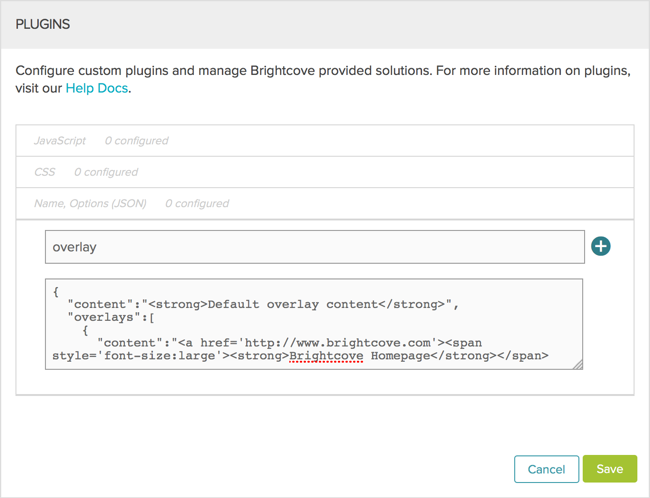 PLUGINS
Configure custom plugins and manage Brightcove provided solutions. For more information on plugins,
visit our Help Docs.
JavaScript 0 configured
CSS 0 configured
Name, Options (JSON) 0 configured
overlay
{
"content":"<strong>Default overlay content</strong>",
"overlays":[
{
"content":"<a href='http://www.brightcove.com'><span
style='font-size:large'><strong>Brightcove Homepage</strong></span>
Cancel Save